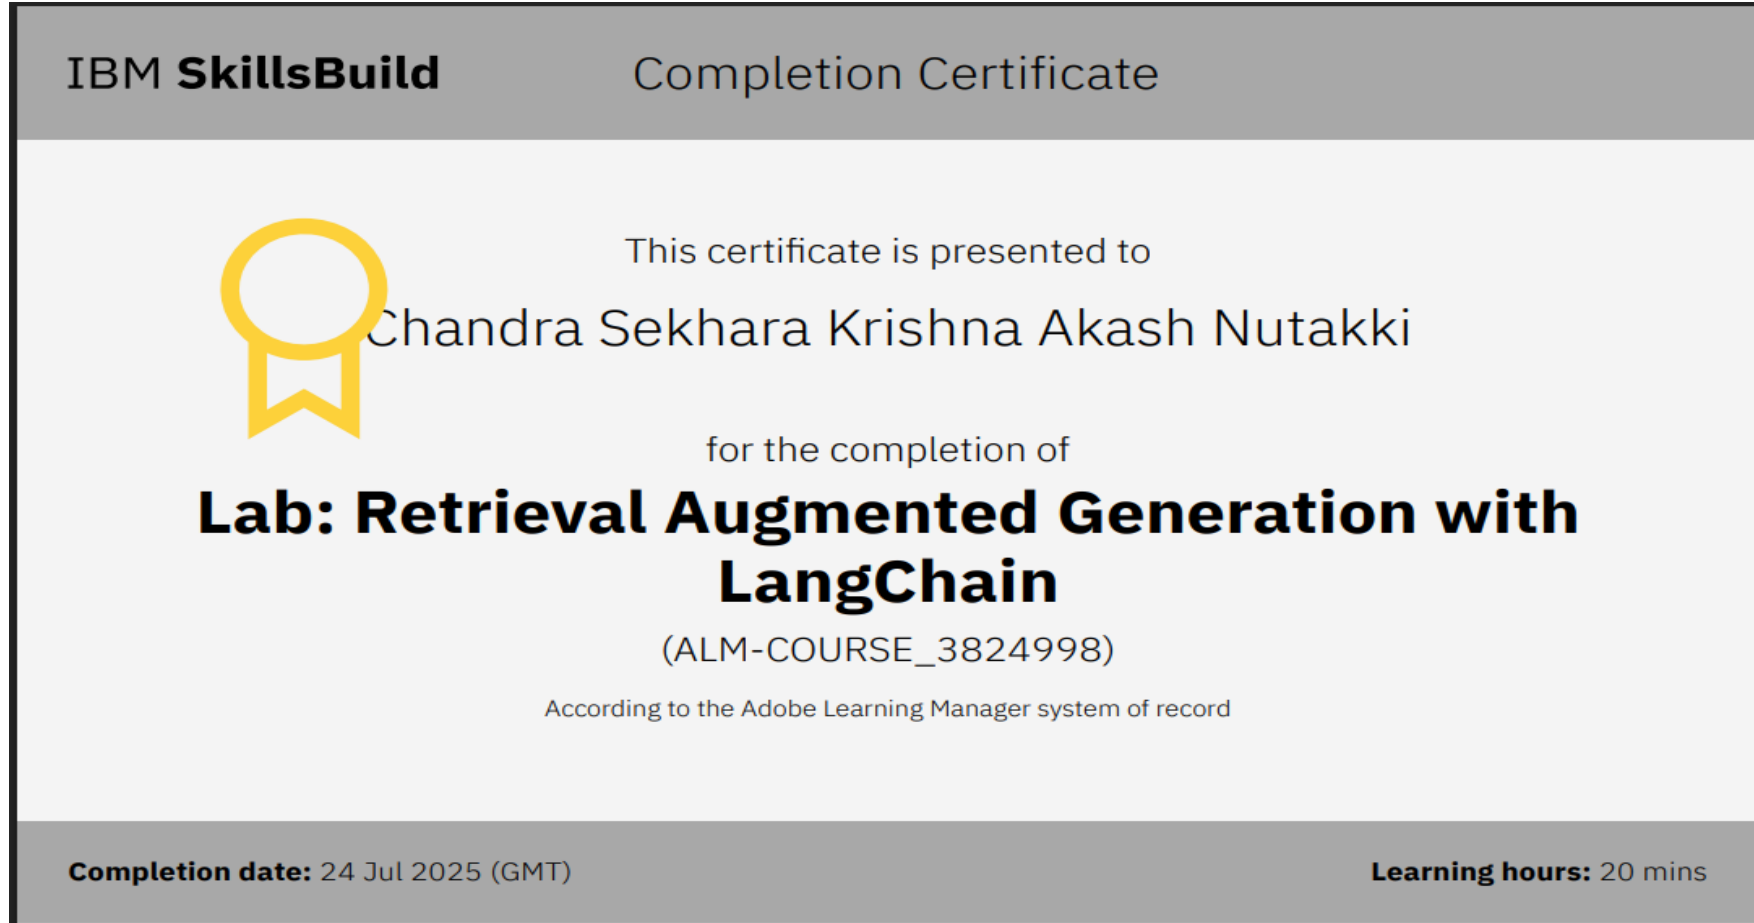 IBM SkillsBuild
Completion Certificate
This certificate is presented to
Chandra Sekhara Krishna Akash Nutakki
for the completion of
Lab: Retrieval Augmented Generation with
LangChain
(ALM-COURSE_3824998)
According to the Adobe Learning Manager system of record
Completion date: 24 Jul 2025 (GMT)
Learning hours: 20 mins